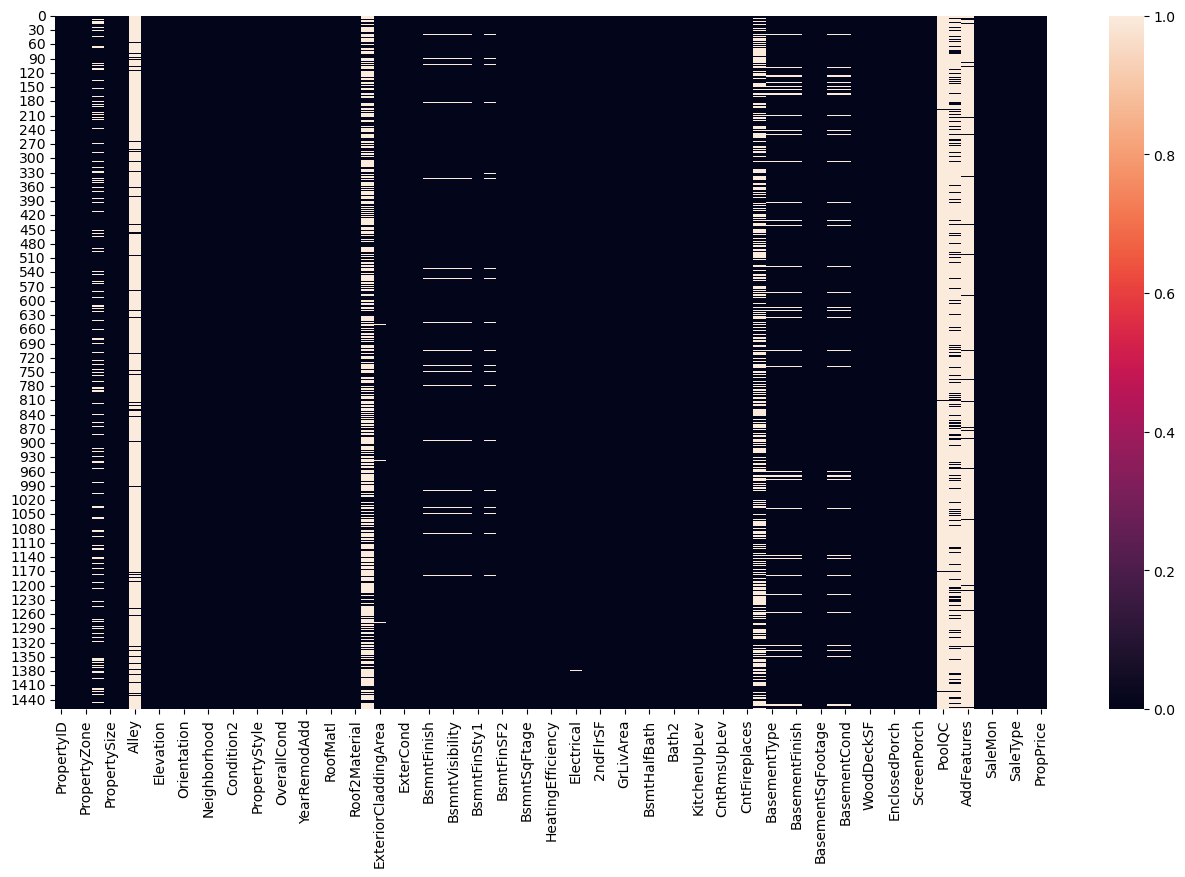 0
30
60
90
120
150
180
210
240
270
300
330
360
390
420
450
480
510
540
570
600
630
660
690
720
750
780
810
840
870
900
930
960
990
1020
1050
1080
1110
1140
1170
1200
1230
1260
1290
1320
1350
1380
1410
1440
PropertyID
PropertyZone
PropertySize
Alley
Elevation
Orientation
Neighborhood
Condition2
PropertyStyle
OverallCond
YearRemodAdd
RoofMatl
Roof2Material
ExteriorCladdingArea
ExterCond
BsmntFinish
BsmntVisibility
BsmntFinSty1
BsmtFinSF2
BsmntSqFtage
HeatingEfficiency
Electrical
2ndFlrSF
GrLivArea
BsmtHalfBath
Bath2
KitchenUpLev
CntRmsUpLev
CntFireplaces
BasementType
BasementFinish
BasementSqFootage
BasementCond
WoodDeckSF
EnclosedPorch
ScreenPorch
PoolQC
AddFeatures
SaleMon
SaleType
PropPrice
1.0
0.8
0.6
0.4
0.2
0.0